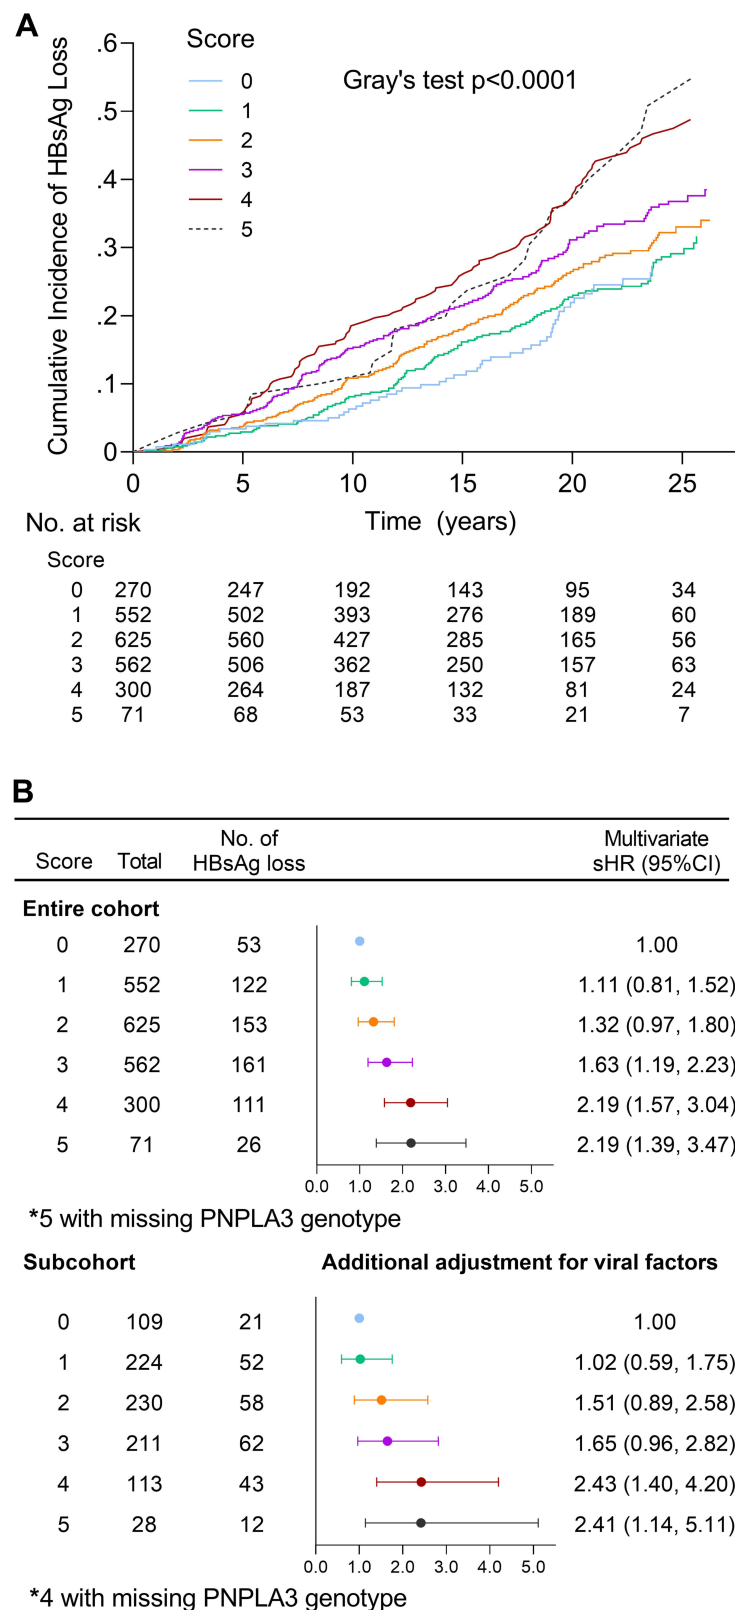 A
Score
0
1
2
3
4
5
Gray's test p<0.0001
Cumulative Incidence of HBsAg Loss
.6
.5
.4
.3
.2
.1
0
0 5 10 15 20 25
Time (years)
No. at risk
Score
0 270 247 192 143 95 34
1 552 502 393 276 189 60
2 625 560 427 285 165 56
3 562 506 362 250 157 63
4 300 264 187 132 81 24
5 71 68 53 33 21 7
B
No. of Multivariate
Score Total HBsAg loss sHR (95%CI)
Entire cohort
0 270 53 1.00
1 552 122 1.11 (0.81, 1.52)
2 625 153 1.32 (0.97, 1.80)
3 562 161 1.63 (1.19, 2.23)
4 300 111 2.19 (1.57, 3.04)
5 71 26 2.19 (1.39, 3.47)
0.0 1.0 2.0 3.0 4.0 5.0
*5 with missing PNPLA3 genotype
Subcohort Additional adjustment for viral factors
0 109 21 1.00
1 224 52 1.02 (0.59, 1.75)
2 230 58 1.51 (0.89, 2.58)
3 211 62 1.65 (0.96, 2.82)
4 113 43 2.43 (1.40, 4.20)
5 28 12 2.41 (1.14, 5.11)
0.0 1.0 2.0 3.0 4.0 5.0
*4 with missing PNPLA3 genotype